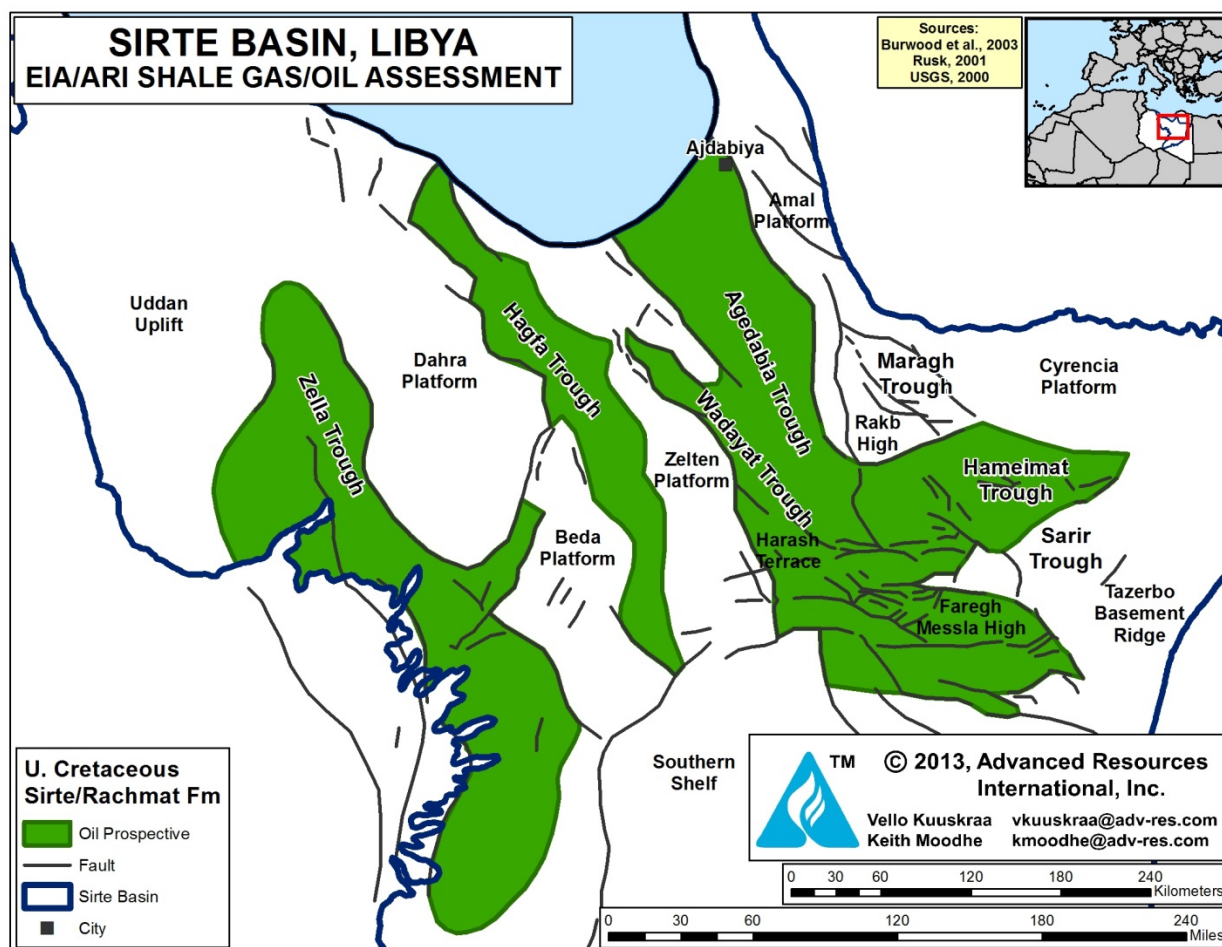 SIRTE BASIN, LIBYA
EIA/ARI SHALE GAS/OIL ASSESSMENT
Sources:
Burwood et al., 2003
Rusk, 2001
USGS, 2000
Ajdabiya
Amal
Platform
Uddan
Uplift
Dahra
Platform
Hagfa Trough
Agedabia Trough
Maragh
Trough
Cyrencia
Platform
Zella Trough
Wadayat Trough
Rakb
High
Zelten
Platform
Hameimat
Trough
Beda
Platform
Harash
Terrace
Sarir
Trough
Tazerbo
Basement
Ridge
Faregh
Messla High
Southern
Shelf
U. Cretaceous
Sirte/Rachmat Fm
Oil Prospective
Fault
Sirte Basin
City
TM
© 2013, Advanced Resources
International, Inc.
Vello Kuuskraa vkuuskraa@adv-res.com
Keith Moodhe kmoodhe@adv-res.com
0 30 60 120 180 240
Kilometers
0 30 60 120 180 240
Miles